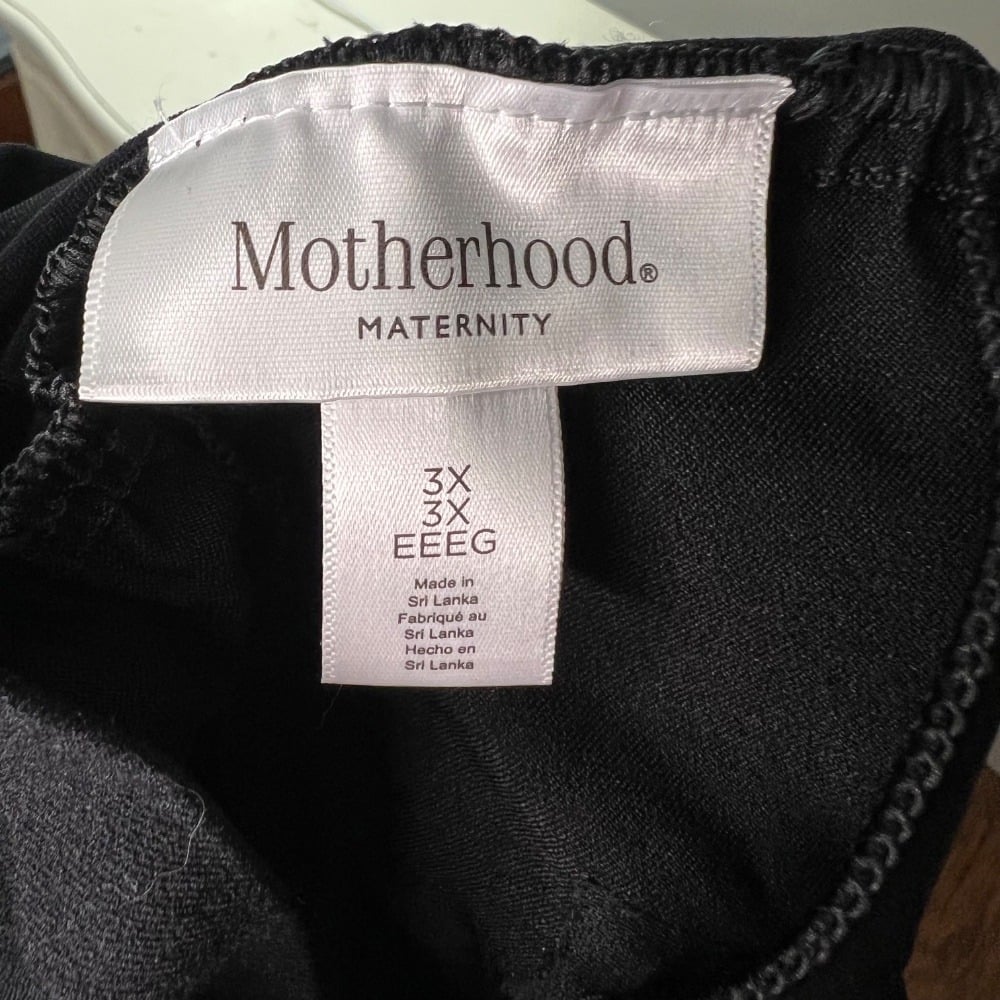 Motherhood®
MATERNITY
3X
3X
EEEG
Made in
Sri Lanka
Fabriqué au
Sri Lanka
Hecho en
Sri Lanka